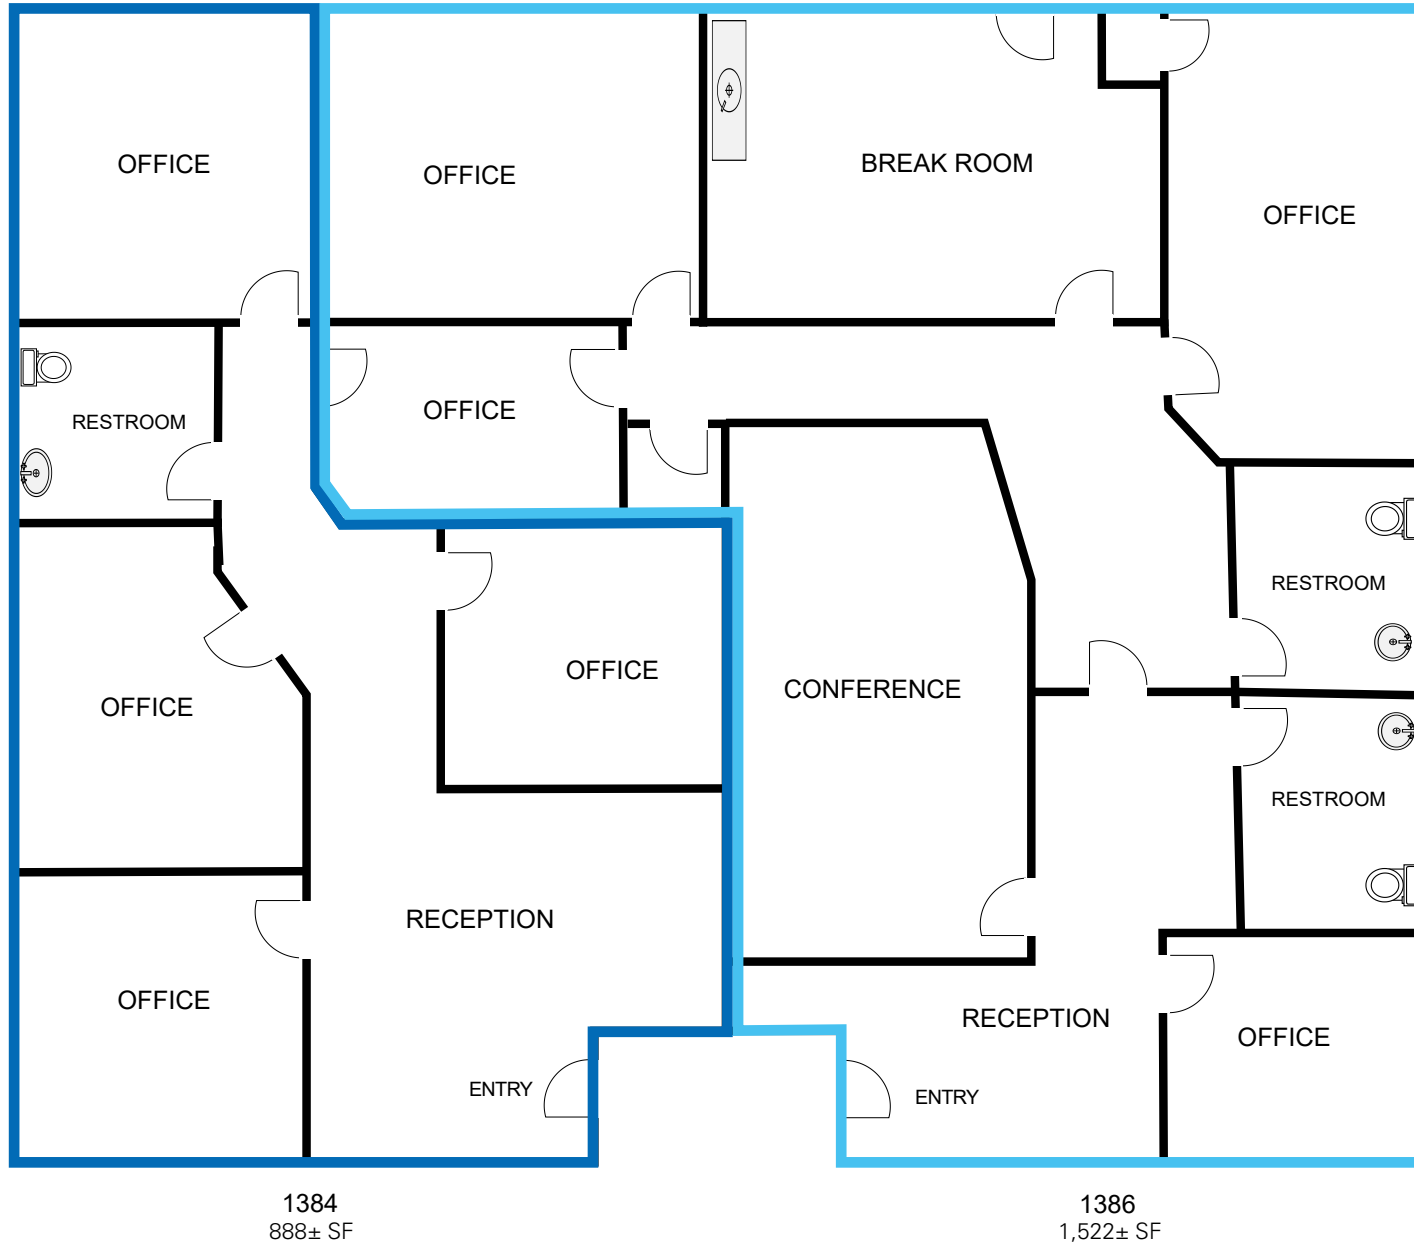 OFFICE
OFFICE
BREAK ROOM
OFFICE
RESTROOM
OFFICE
RESTROOM
OFFICE
CONFERENCE
OFFICE
RESTROOM
RECEPTION
OFFICE
RECEPTION
OFFICE
ENTRY
ENTRY
1384
888± SF
1386
1,522± SF